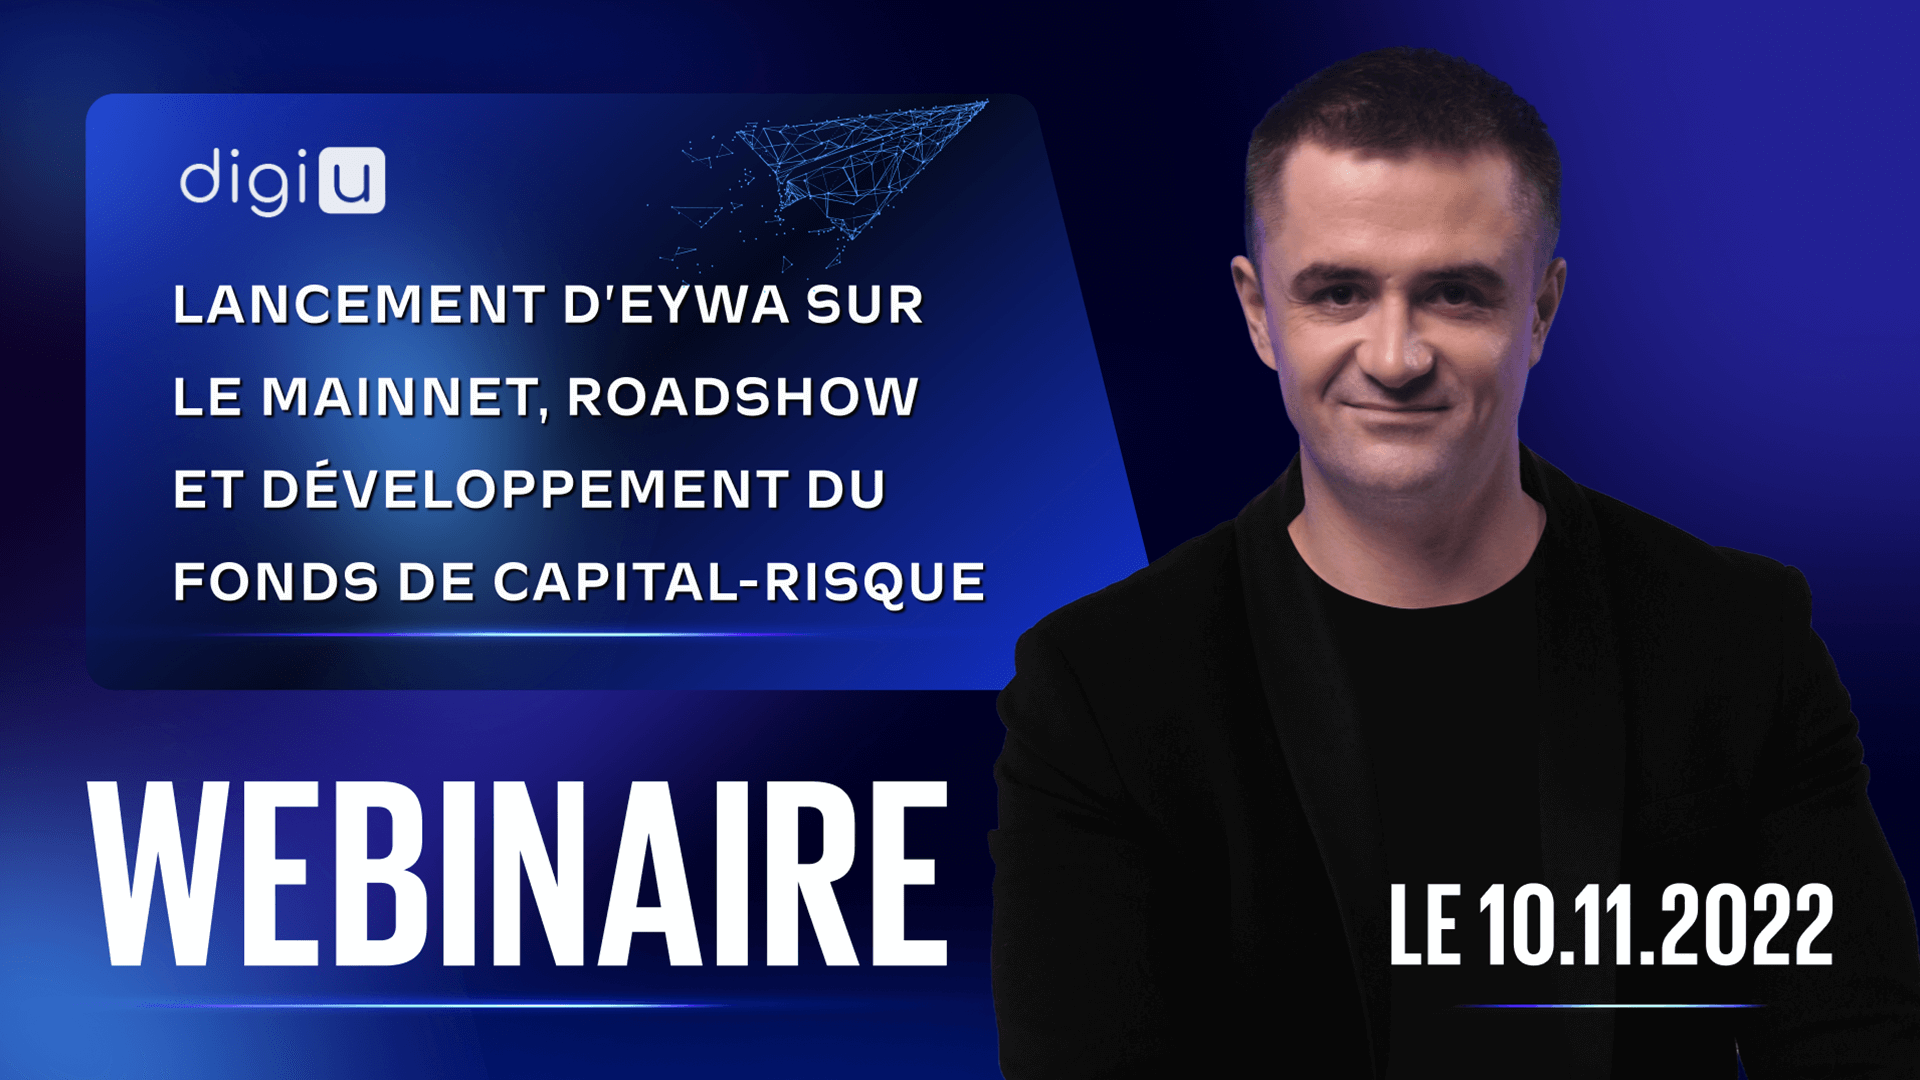 digiu
LANCEMENT D'EYWA SUR
LE MAINNET, ROADSHOW
ET DÉVELOPPEMENT DU
FONDS DE CAPITAL-RISQUE
WEBINAIRE
LE 10.11.2022